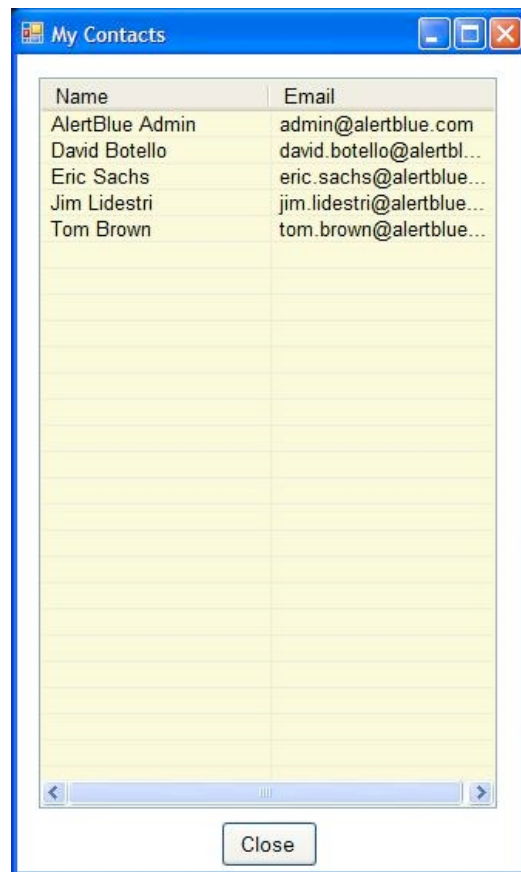 My Contacts
Name Email
AlertBlue Admin admin@alertblue.com
David Botello david.botello@alertbl...
Eric Sachs eric.sachs@alertblue...
Jim Lidestri jim.lidestri@alertblue...
Tom Brown tom.brown@alertblue...
Close